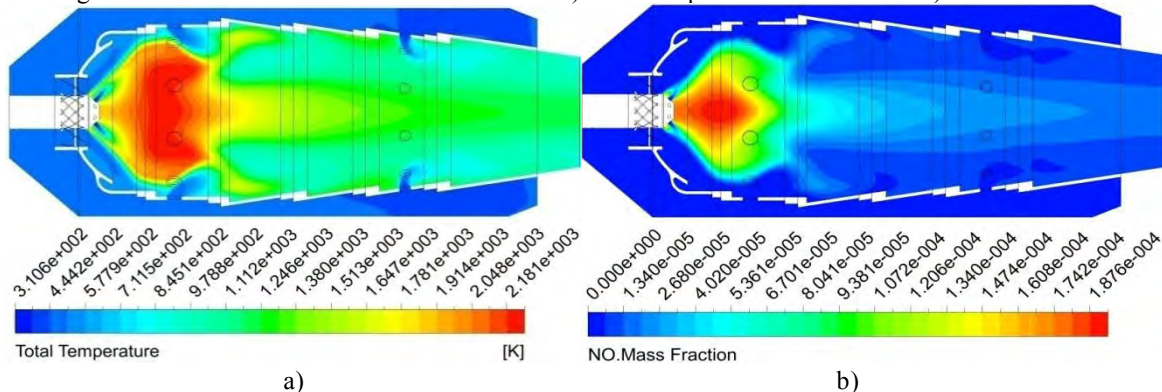 3.106e+002
4.442e+002
5.779e+002
7.115e+002
8.451e+002
9.788e+002
1.112e+003
1.246e+003
1.380e+003
1.513e+003
1.647e+003
1.781e+003
1.914e+003
2.048e+003
2.181e+003
Total Temperature [K]
a)
0.000e+000
1.340e-005
2.680e-005
4.020e-005
5.361e-005
6.701e-005
8.041e-005
9.381e-005
1.072e-004
1.206e-004
1.340e-004
1.474e-004
1.608e-004
1.742e-004
1.876e-004
NO.Mass Fraction
b)